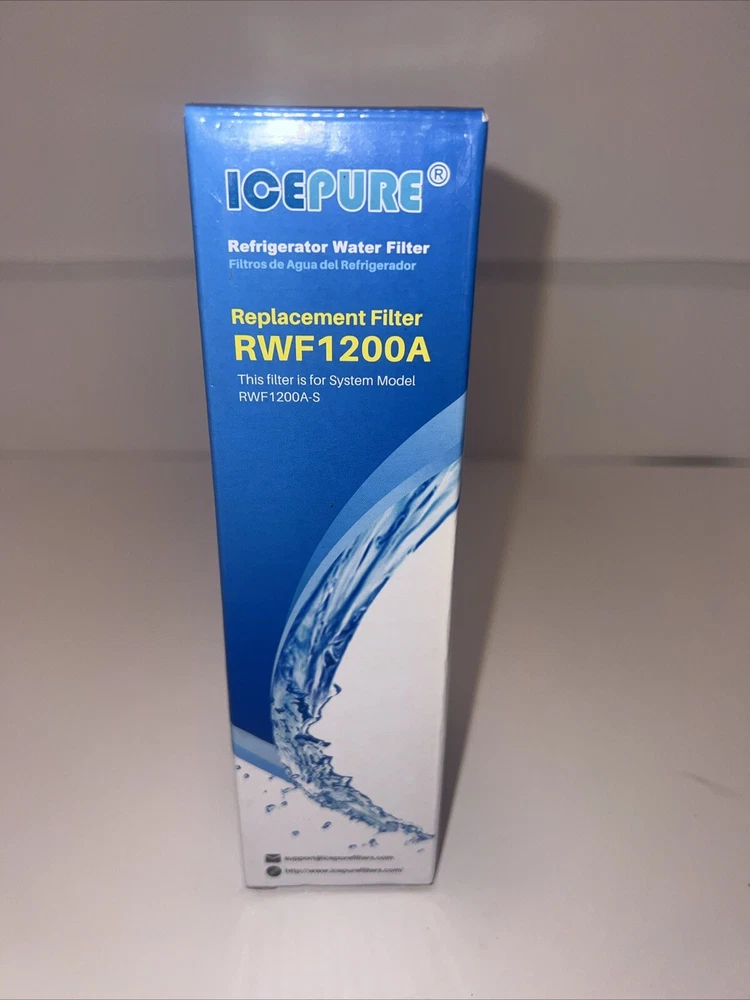 ICEPURE®
Refrigerator Water Filter
Filtros de Agua del Refrigerador
Replacement Filter
RWF1200A
This filter is for System Model
RWF1200A-S
support@icepurefilters.com
http://www.icepurefilters.com/